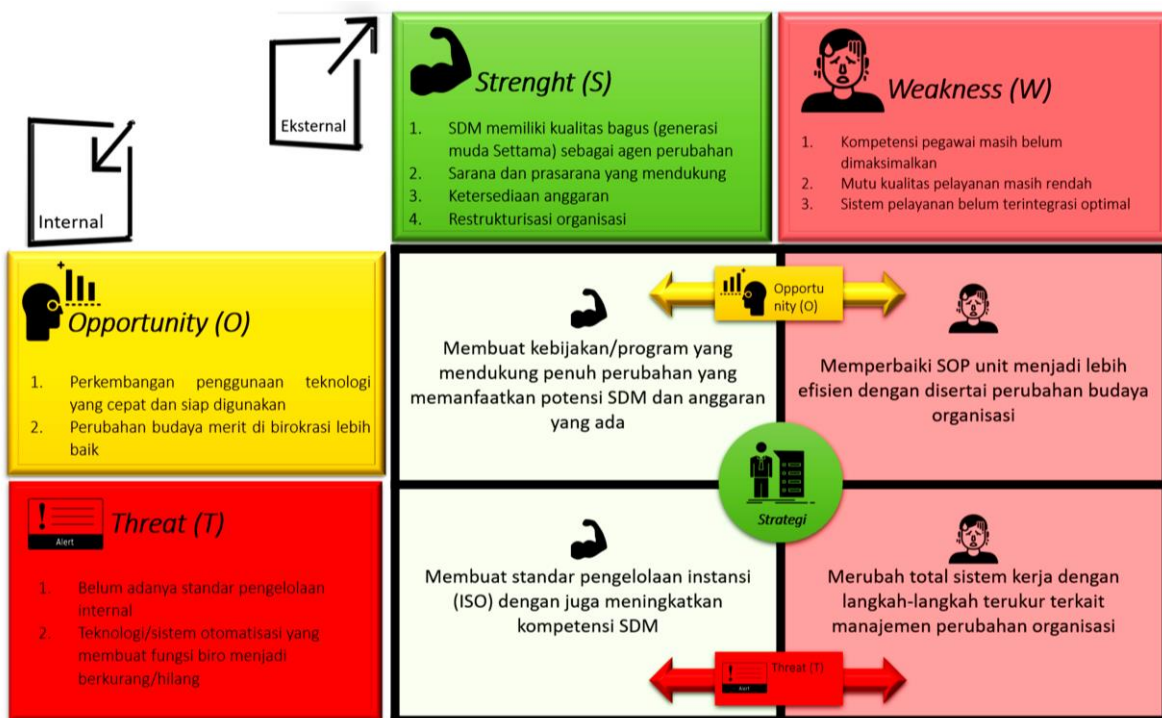 Eksternal
Internal
Strenght (S)
1. SDM memiliki kualitas bagus (generasi
muda Settama) sebagai agen perubahan
2. Sarana dan prasarana yang mendukung
3. Ketersediaan anggaran
4. Restrukturisasi organisasi
Weakness (W)
1. Kompetensi pegawai masih belum
dimaksimalkan
2. Mutu kualitas pelayanan masih rendah
3. Sistem pelayanan belum terintegrasi optimal
Opportunity (O)
1. Perkembangan penggunaan teknologi
yang cepat dan siap digunakan
2. Perubahan budaya merit di birokrasi lebih
baik
Opportu
nity (O)
Membuat kebijakan/program yang
mendukung penuh perubahan yang
memanfaatkan potensi SDM dan anggaran
yang ada
Memperbaiki SOP unit menjadi lebih
efisien dengan disertai perubahan budaya
organisasi
Strategi
Alert
Threat (T)
1. Belum adanya standar pengelolaan
internal
2. Teknologi/sistem otomatisasi yang
membuat fungsi biro menjadi
berkurang/hilang
Membuat standar pengelolaan instansi
(ISO) dengan juga meningkatkan
kompetensi SDM
Merubah total sistem kerja dengan
langkah-langkah terukur terkait
manajemen perubahan organisasi
Threat (T)
Alert